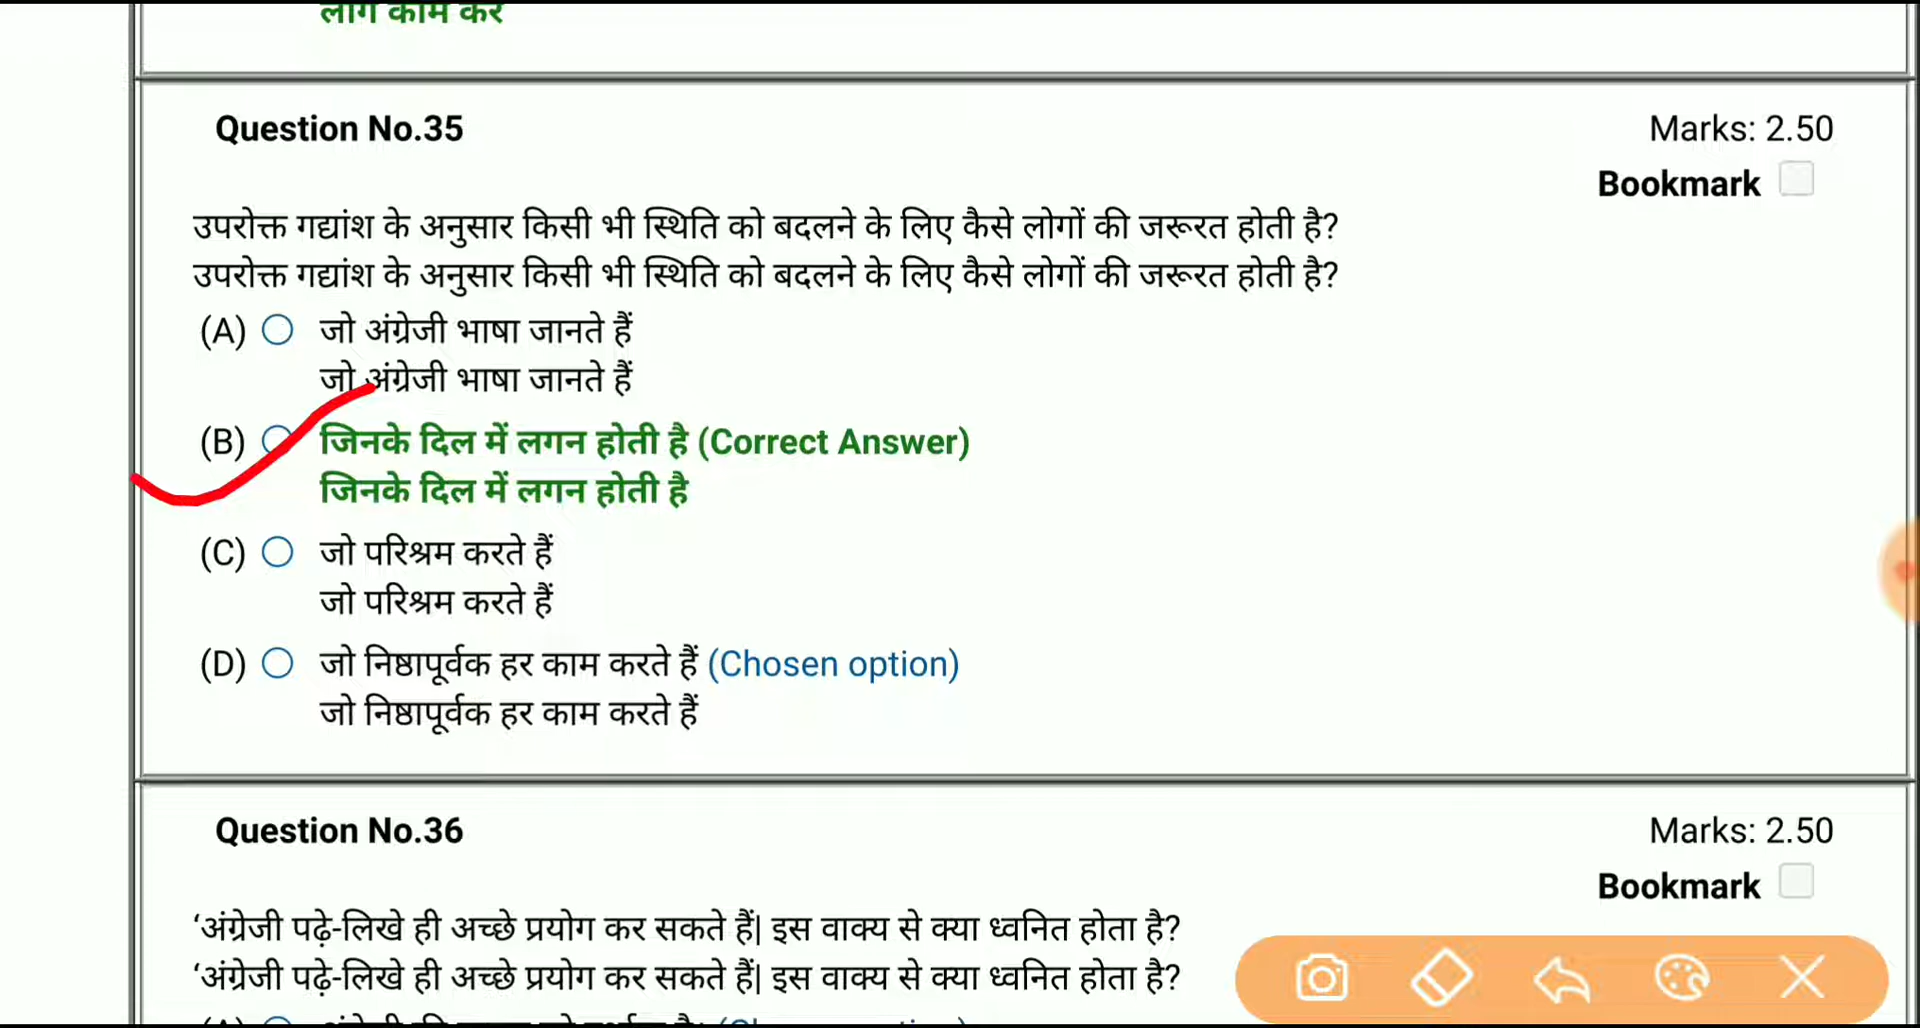 लोग काम करें
Question No.35
Marks: 2.50
Bookmark
उपरोक्त गद्यांश के अनुसार किसी भी स्थिति को बदलने के लिए कैसे लोगों की जरूरत होती है?
उपरोक्त गद्यांश के अनुसार किसी भी स्थिति को बदलने के लिए कैसे लोगों की जरूरत होती है?
(A) जो अंग्रेजी भाषा जानते हैं
जो अंग्रेजी भाषा जानते हैं
(B) जिनके दिल में लगन होती है (Correct Answer)
जिनके दिल में लगन होती है
(C) जो परिश्रम करते हैं
जो परिश्रम करते हैं
(D) जो निष्ठापूर्वक हर काम करते हैं (Chosen option)
जो निष्ठापूर्वक हर काम करते हैं
Question No.36
Marks: 2.50
Bookmark
‘अंग्रेजी पढ़े-लिखे ही अच्छे प्रयोग कर सकते हैं| इस वाक्य से क्या ध्वनित होता है?
‘अंग्रेजी पढ़े-लिखे ही अच्छे प्रयोग कर सकते हैं| इस वाक्य से क्या ध्वनित होता है?